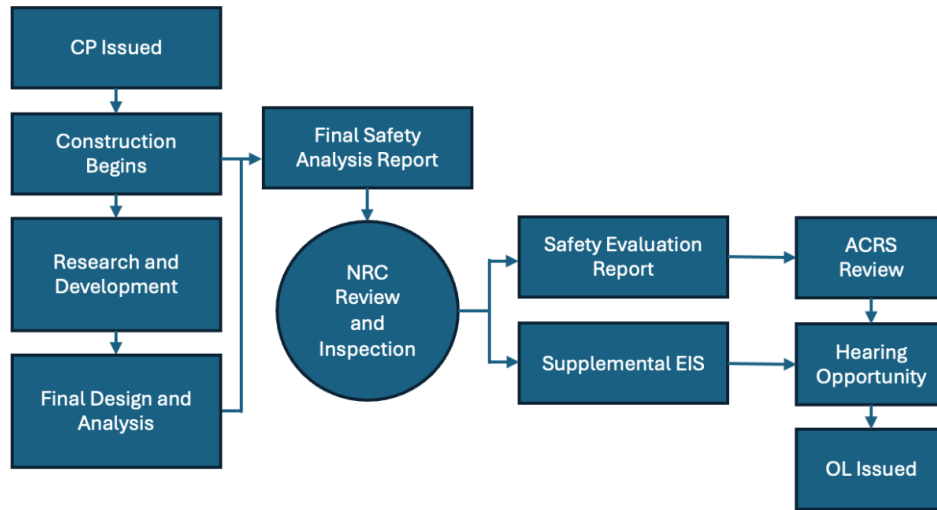 CP Issued
Construction
Begins
Research and
Development
Final Design and
Analysis
Final Safety
Analysis Report
NRC
Review
and
Inspection
Safety Evaluation
Report
Supplemental EIS
ACRS
Review
Hearing
Opportunity
OL Issued